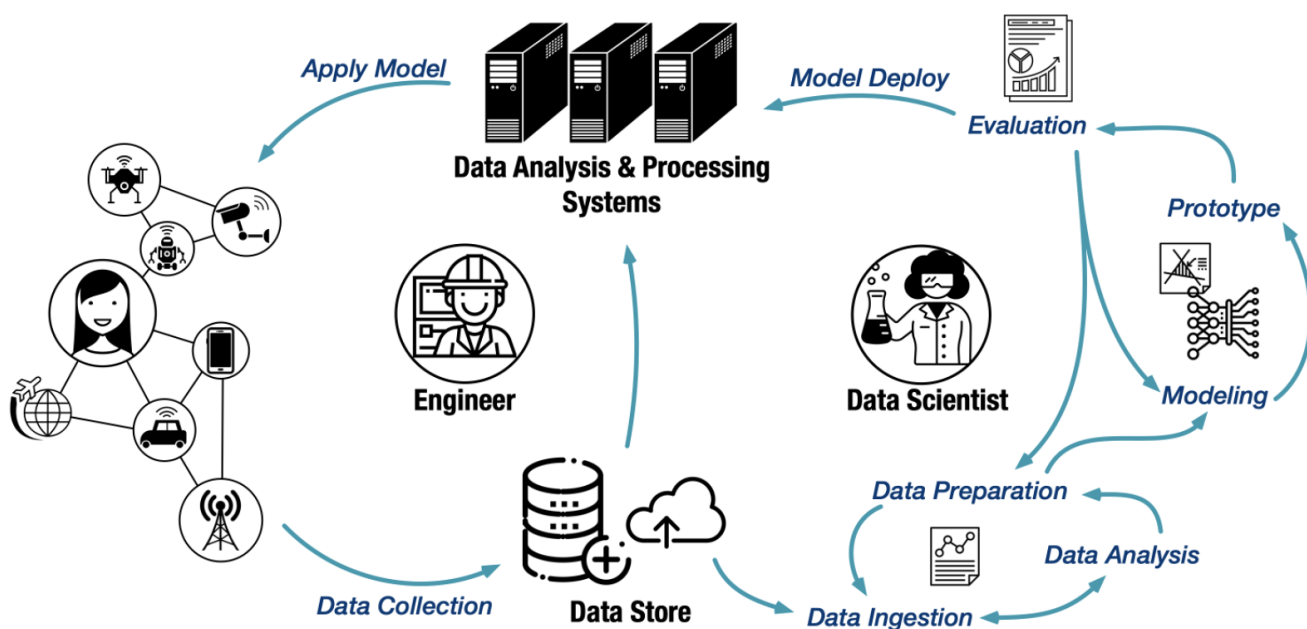 Apply Model
Model Deploy
Evaluation
Data Analysis & Processing
Systems
Prototype
Engineer
Data Scientist
Modeling
Data Preparation
Data Analysis
Data Collection
Data Store
Data Ingestion